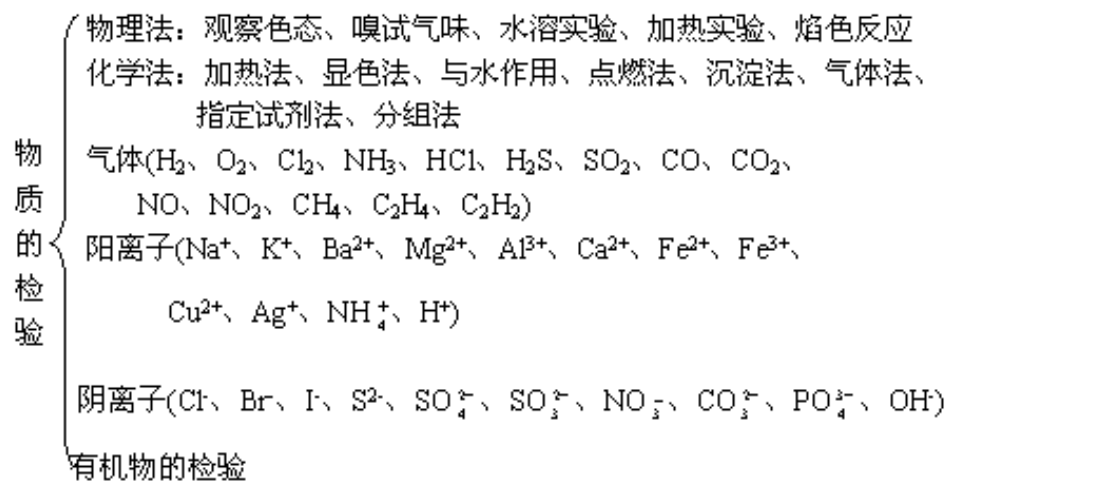 物理法：观察色态、嗅试气味、水溶实验、加热实验、焰色反应
化学法：加热法、显色法、与水作用、点燃法、沉淀法、气体法、
指定试剂法、分组法
物质的检验
气体(H₂、O₂、Cl₂、NH₃、HCl、H₂S、SO₂、CO、CO₂、
NO、NO₂、CH₄、C₂H₄、C₂H₂)
阳离子(Na⁺、K⁺、Ba²⁺、Mg²⁺、Al³⁺、Ca²⁺、Fe²⁺、Fe³⁺、
Cu²⁺、Ag⁺、NH₄⁺、H⁺)
阴离子(Cl⁻、Br⁻、I⁻、S²⁻、SO₄²⁻、SO₃²⁻、NO₃⁻、CO₃²⁻、PO₄³⁻、OH⁻)
有机物的检验